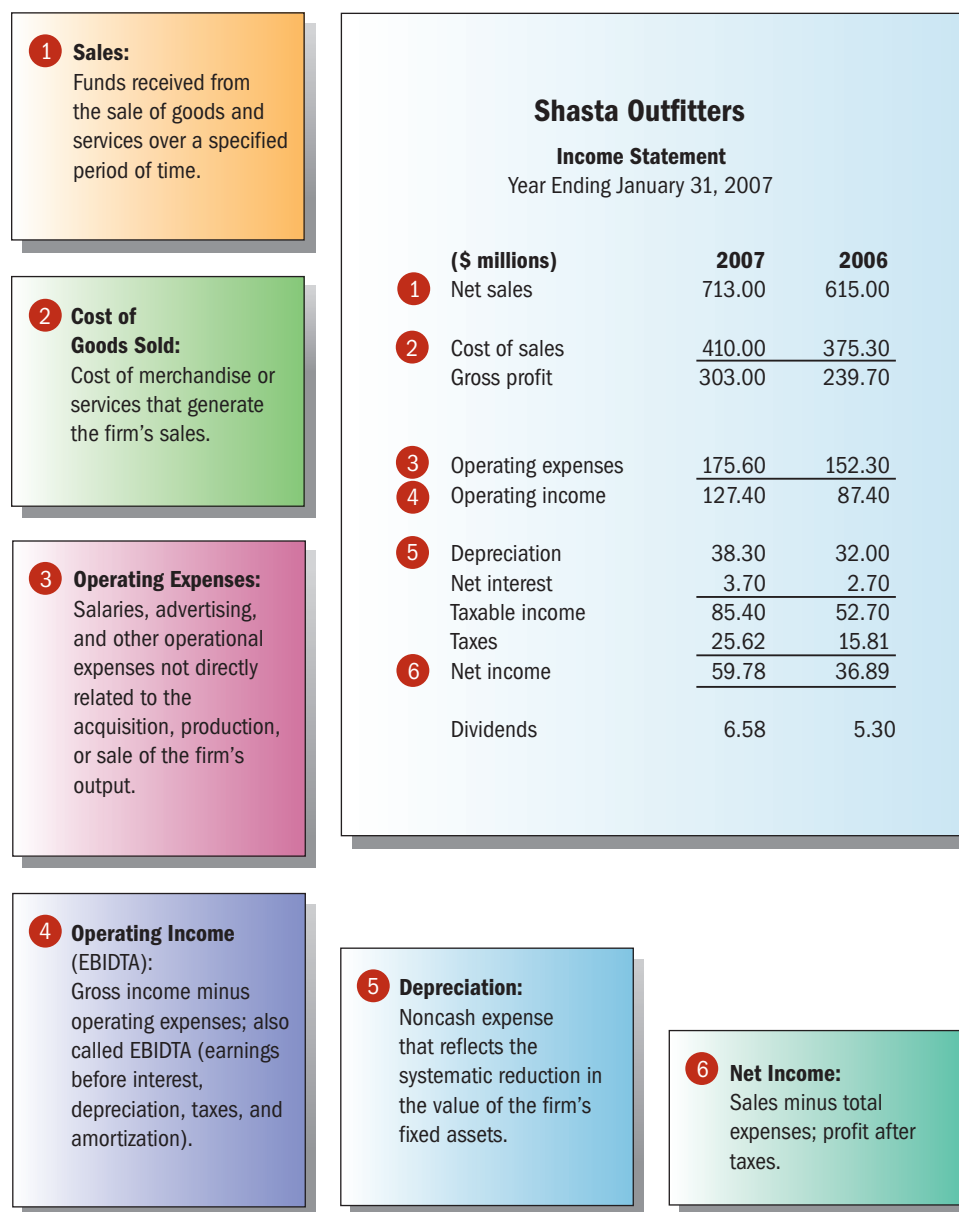 1 Sales:
Funds received from
the sale of goods and
services over a specified
period of time.
2 Cost of
Goods Sold:
Cost of merchandise or
services that generate
the firm's sales.
3 Operating Expenses:
Salaries, advertising,
and other operational
expenses not directly
related to the
acquisition, production,
or sale of the firm's
output.
4 Operating Income
(EBIDTA):
Gross income minus
operating expenses; also
called EBIDTA (earnings
before interest,
depreciation, taxes, and
amortization).
Shasta Outfitters
Income Statement
Year Ending January 31, 2007
($ millions) 2007 2006
1 Net sales 713.00 615.00
2 Cost of sales 410.00 375.30
Gross profit 303.00 239.70
3 Operating expenses 175.60 152.30
4 Operating income 127.40 87.40
5 Depreciation 38.30 32.00
Net interest 3.70 2.70
Taxable income 85.40 52.70
Taxes 25.62 15.81
6 Net income 59.78 36.89
Dividends 6.58 5.30
5 Depreciation:
Noncash expense
that reflects the
systematic reduction in
the value of the firm's
fixed assets.
6 Net Income:
Sales minus total
expenses; profit after
taxes.